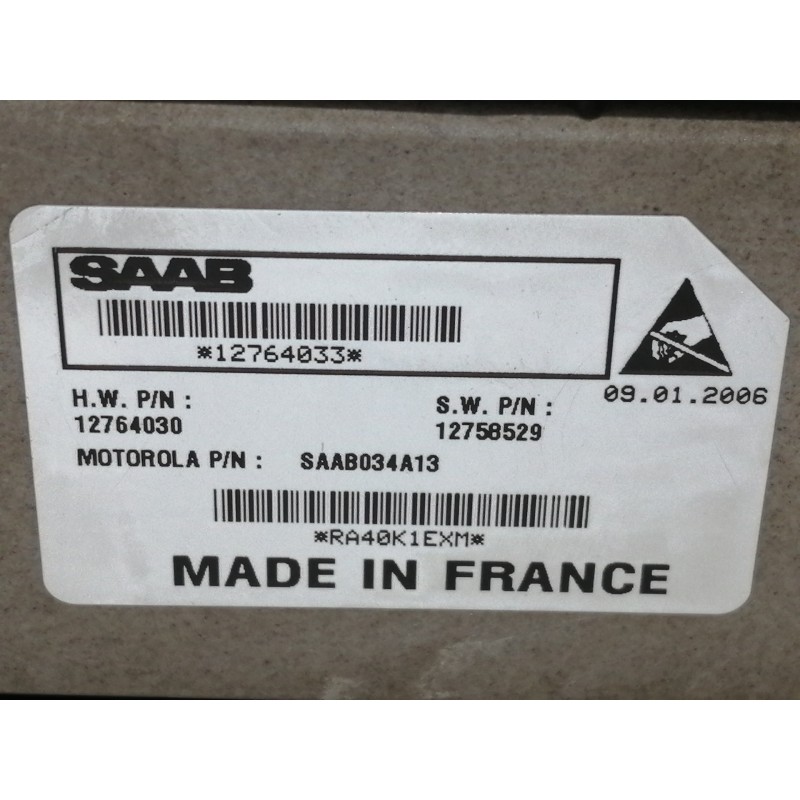 SAAB
*12764033*
09.01.2006
H.W. P/N :
12764030
S.W. P/N :
12758529
MOTOROLA P/N : SAAB034A13
*RA40K1EXM*
MADE IN FRANCE